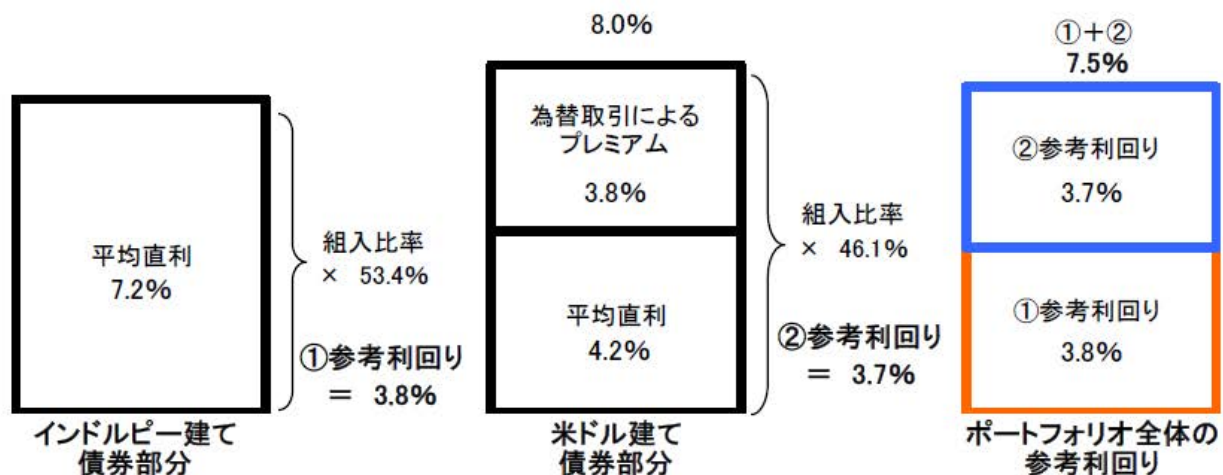 平均直利
7.2%
組入比率
× 53.4%
①参考利回り
＝ 3.8%
インドルピー建て
債券部分
8.0%
為替取引による
プレミアム
3.8%
平均直利
4.2%
組入比率
× 46.1%
②参考利回り
＝ 3.7%
米ドル建て
債券部分
①＋②
7.5%
②参考利回り
3.7%
①参考利回り
3.8%
ポートフォリオ全体の
参考利回り